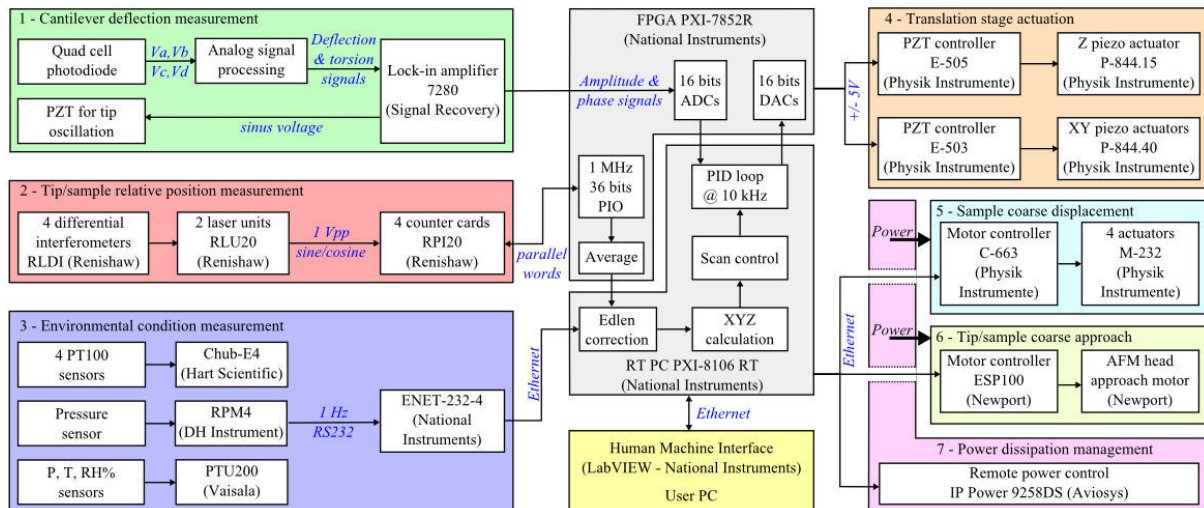 1 - Cantilever deflection measurement
Quad cell
photodiode
Va,Vb
Vc,Vd
Analog signal
processing
Deflection
& torsion
signals
Lock-in amplifier
7280
(Signal Recovery)
PZT for tip
oscillation
sinus voltage
2 - Tip/sample relative position measurement
4 differential
interferometers
RLDI (Renishaw)
2 laser units
RLU20
(Renishaw)
1 Vpp
sine/cosine
4 counter cards
RPI20
(Renishaw)
parallel
words
3 - Environmental condition measurement
4 PT100
sensors
Chub-E4
(Hart Scientific)
Pressure
sensor
RPM4
(DH Instrument)
1 Hz
RS232
ENET-232-4
(National
Instruments)
P, T, RH%
sensors
PTU200
(Vaisala)
Ethernet
FPGA PXI-7852R
(National Instruments)
Amplitude &
phase signals
16 bits
ADCs
16 bits
DACs
1 MHz
36 bits
PIO
PID loop
@ 10 kHz
Average
Scan control
Edlen
correction
XYZ
calculation
RT PC PXI-8106 RT
(National Instruments)
Ethernet
Human Machine Interface
(LabVIEW - National Instruments)
User PC
4 - Translation stage actuation
+/- 5V
PZT controller
E-505
(Physik Instrumente)
Z piezo actuator
P-844.15
(Physik Instrumente)
PZT controller
E-503
(Physik Instrumente)
XY piezo actuators
P-844.40
(Physik Instrumente)
Power
5 - Sample coarse displacement
Motor controller
C-663
(Physik
Instrumente)
4 actuators
M-232
(Physik
Instrumente)
Ethernet
Power
6 - Tip/sample coarse approach
Motor controller
ESP100
(Newport)
AFM head
approach motor
(Newport)
7 - Power dissipation management
Remote power control
IP Power 9258DS (Aviosys)